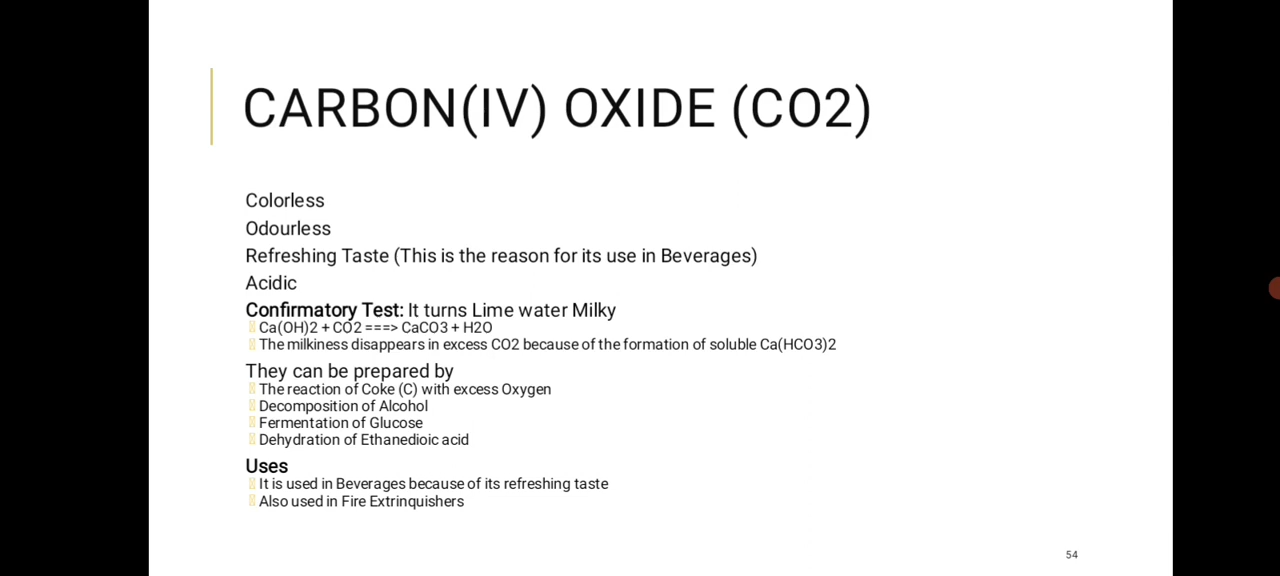 CARBON(IV) OXIDE (CO2)
Colorless
Odourless
Refreshing Taste (This is the reason for its use in Beverages)
Acidic
Confirmatory Test: It turns Lime water Milky
Ca(OH)2 + CO2 ===> CaCO3 + H2O
The milkiness disappears in excess CO2 because of the formation of soluble Ca(HCO3)2
They can be prepared by
The reaction of Coke (C) with excess Oxygen
Decomposition of Alcohol
Fermentation of Glucose
Dehydration of Ethanedioic acid
Uses
It is used in Beverages because of its refreshing taste
Also used in Fire Extrinquishers
54